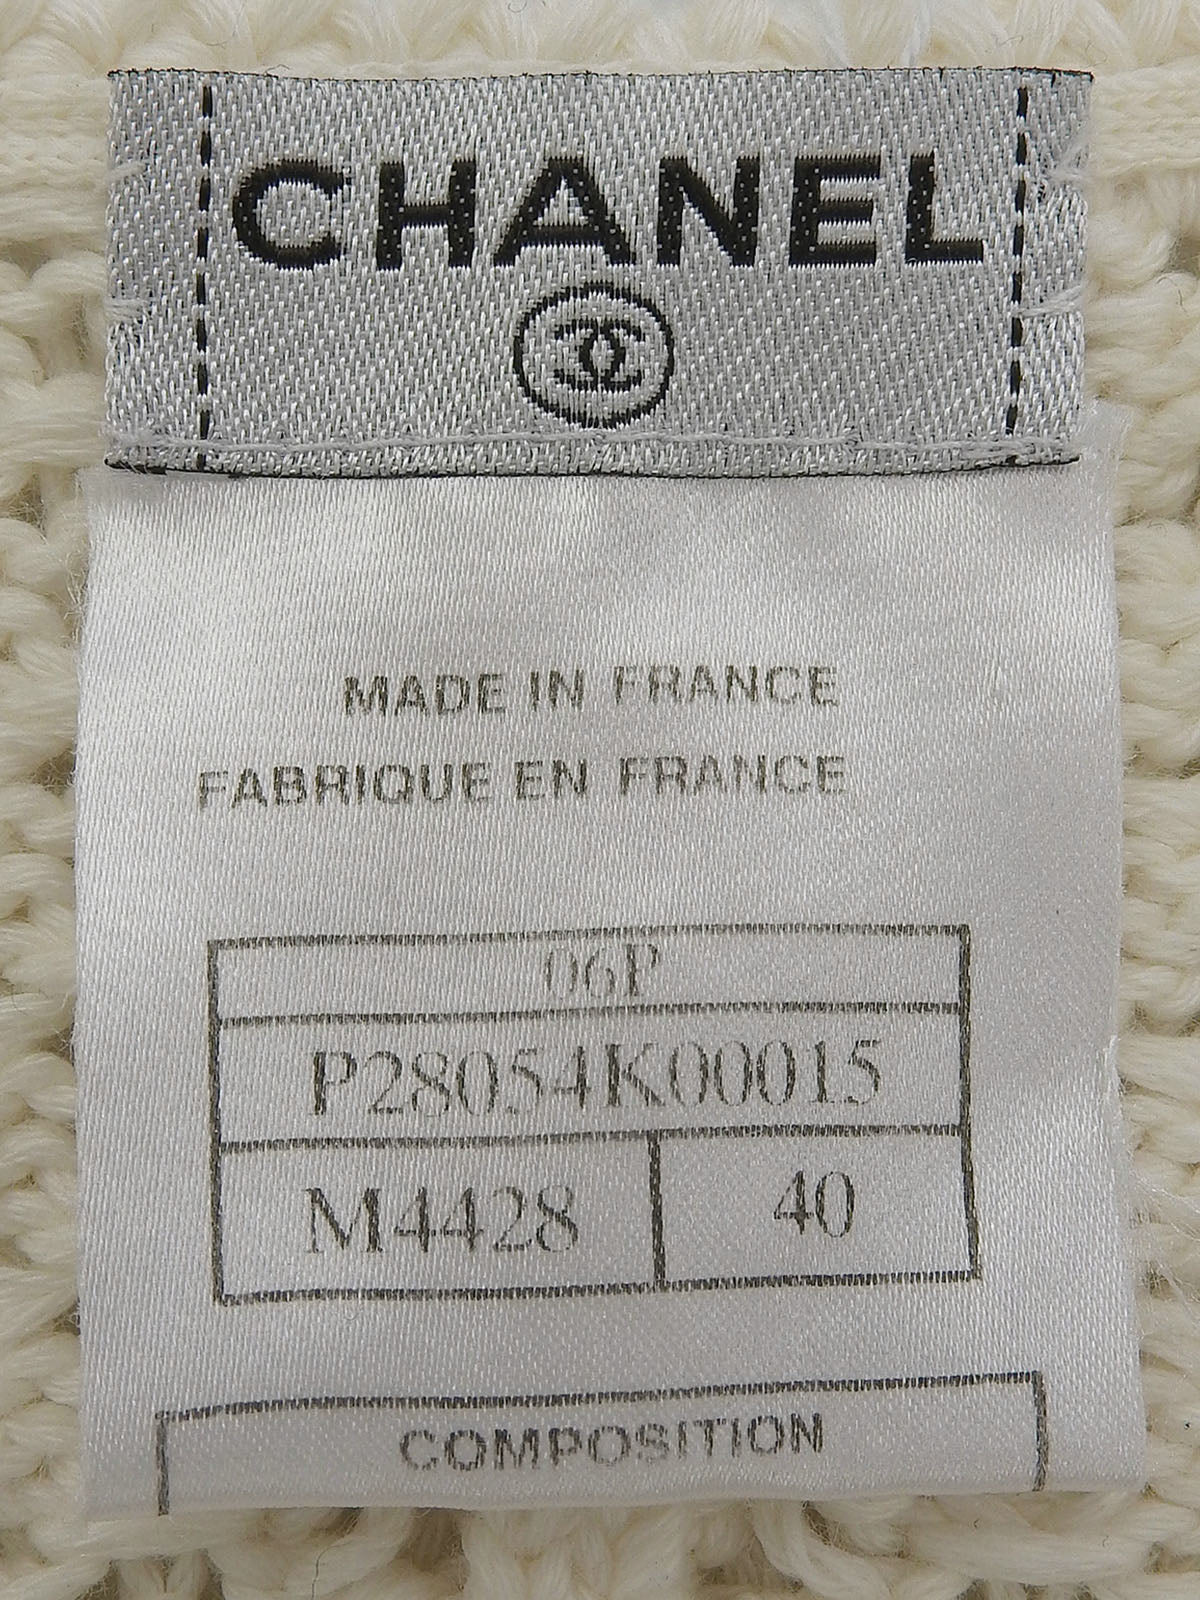 CHANEL
MADE IN FRANCE
FABRIQUE EN FRANCE
06P
P28054K00015
M4428 40
COMPOSITION